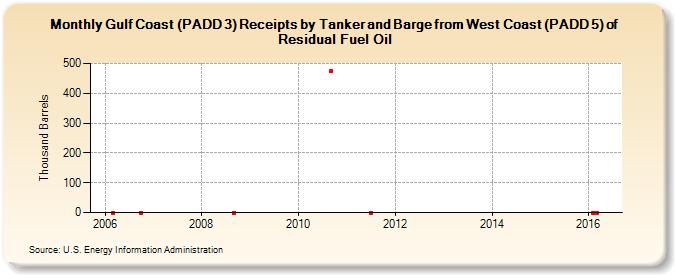 Monthly Gulf Coast (PADD 3) Receipts by Tanker and Barge from West Coast (PADD 5) of
Residual Fuel Oil
Thousand Barrels
500
400
300
200
100
0
2006 2008 2010 2012 2014 2016
Source: U.S. Energy Information Administration